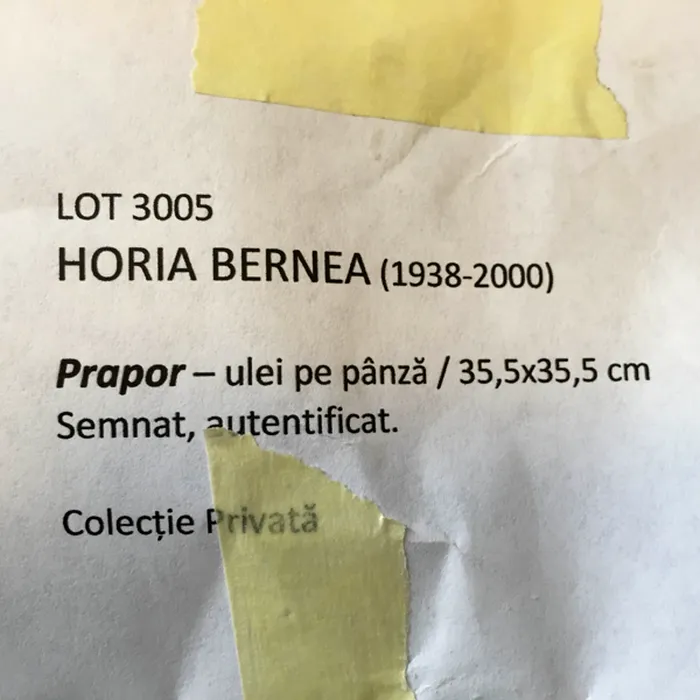 LOT 3005
HORIA BERNEA (1938-2000)
Prapor – ulei pe pânză / 35,5x35,5 cm
Semnat, autentificat.
Colecție Privată